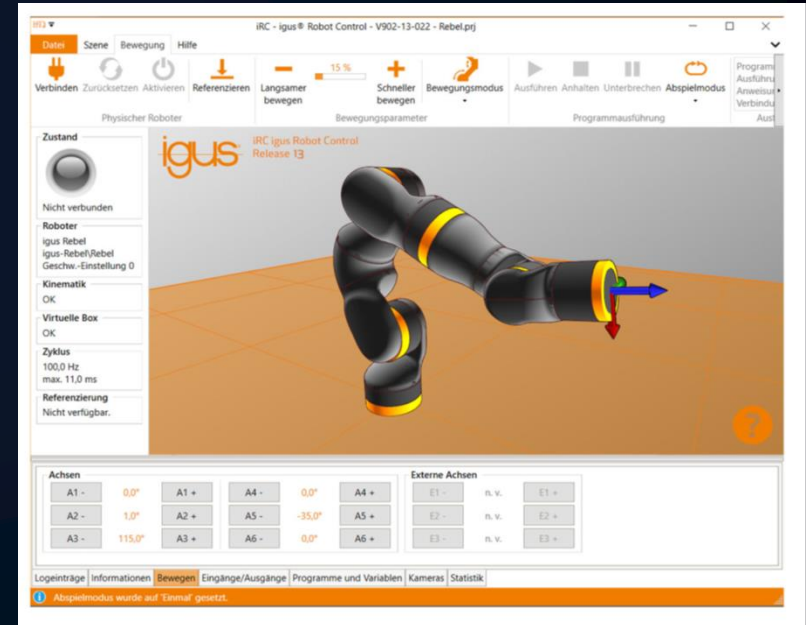 iRC - igus® Robot Control - V902-13-022 - Rebel.prj
Datei Szene Bewegung Hilfe
15 %
Verbinden Zurücksetzen Aktivieren Referenzieren Langsamer bewegen Schneller bewegen Bewegungsmodus Ausführen Anhalten Unterbrechen Abspielmodus
Physischer Roboter Bewegungsparameter Programmausführung
Zustand
Nicht verbunden
Roboter
igus Rebel
igus-Rebel\Rebel
Geschw.-Einstellung 0
Kinematik
OK
Virtuelle Box
OK
Zyklus
100,0 Hz
max. 11,0 ms
Referenzierung
Nicht verfügbar.
igus
iRC igus Robot Control
Release 13
?
Achsen Externe Achsen
A1 - 0,0° A1 + A4 - 0,0° A4 + E1 - n. v. E1 +
A2 - 1,0° A2 + A5 - -35,0° A5 + E2 - n. v. E2 +
A3 - 115,0° A3 + A6 - 0,0° A6 + E3 - n. v. E3 +
Logeinträge Informationen Bewegen Eingänge/Ausgänge Programme und Variablen Kameras Statistik
Abspielmodus wurde auf 'Einmal' gesetzt.